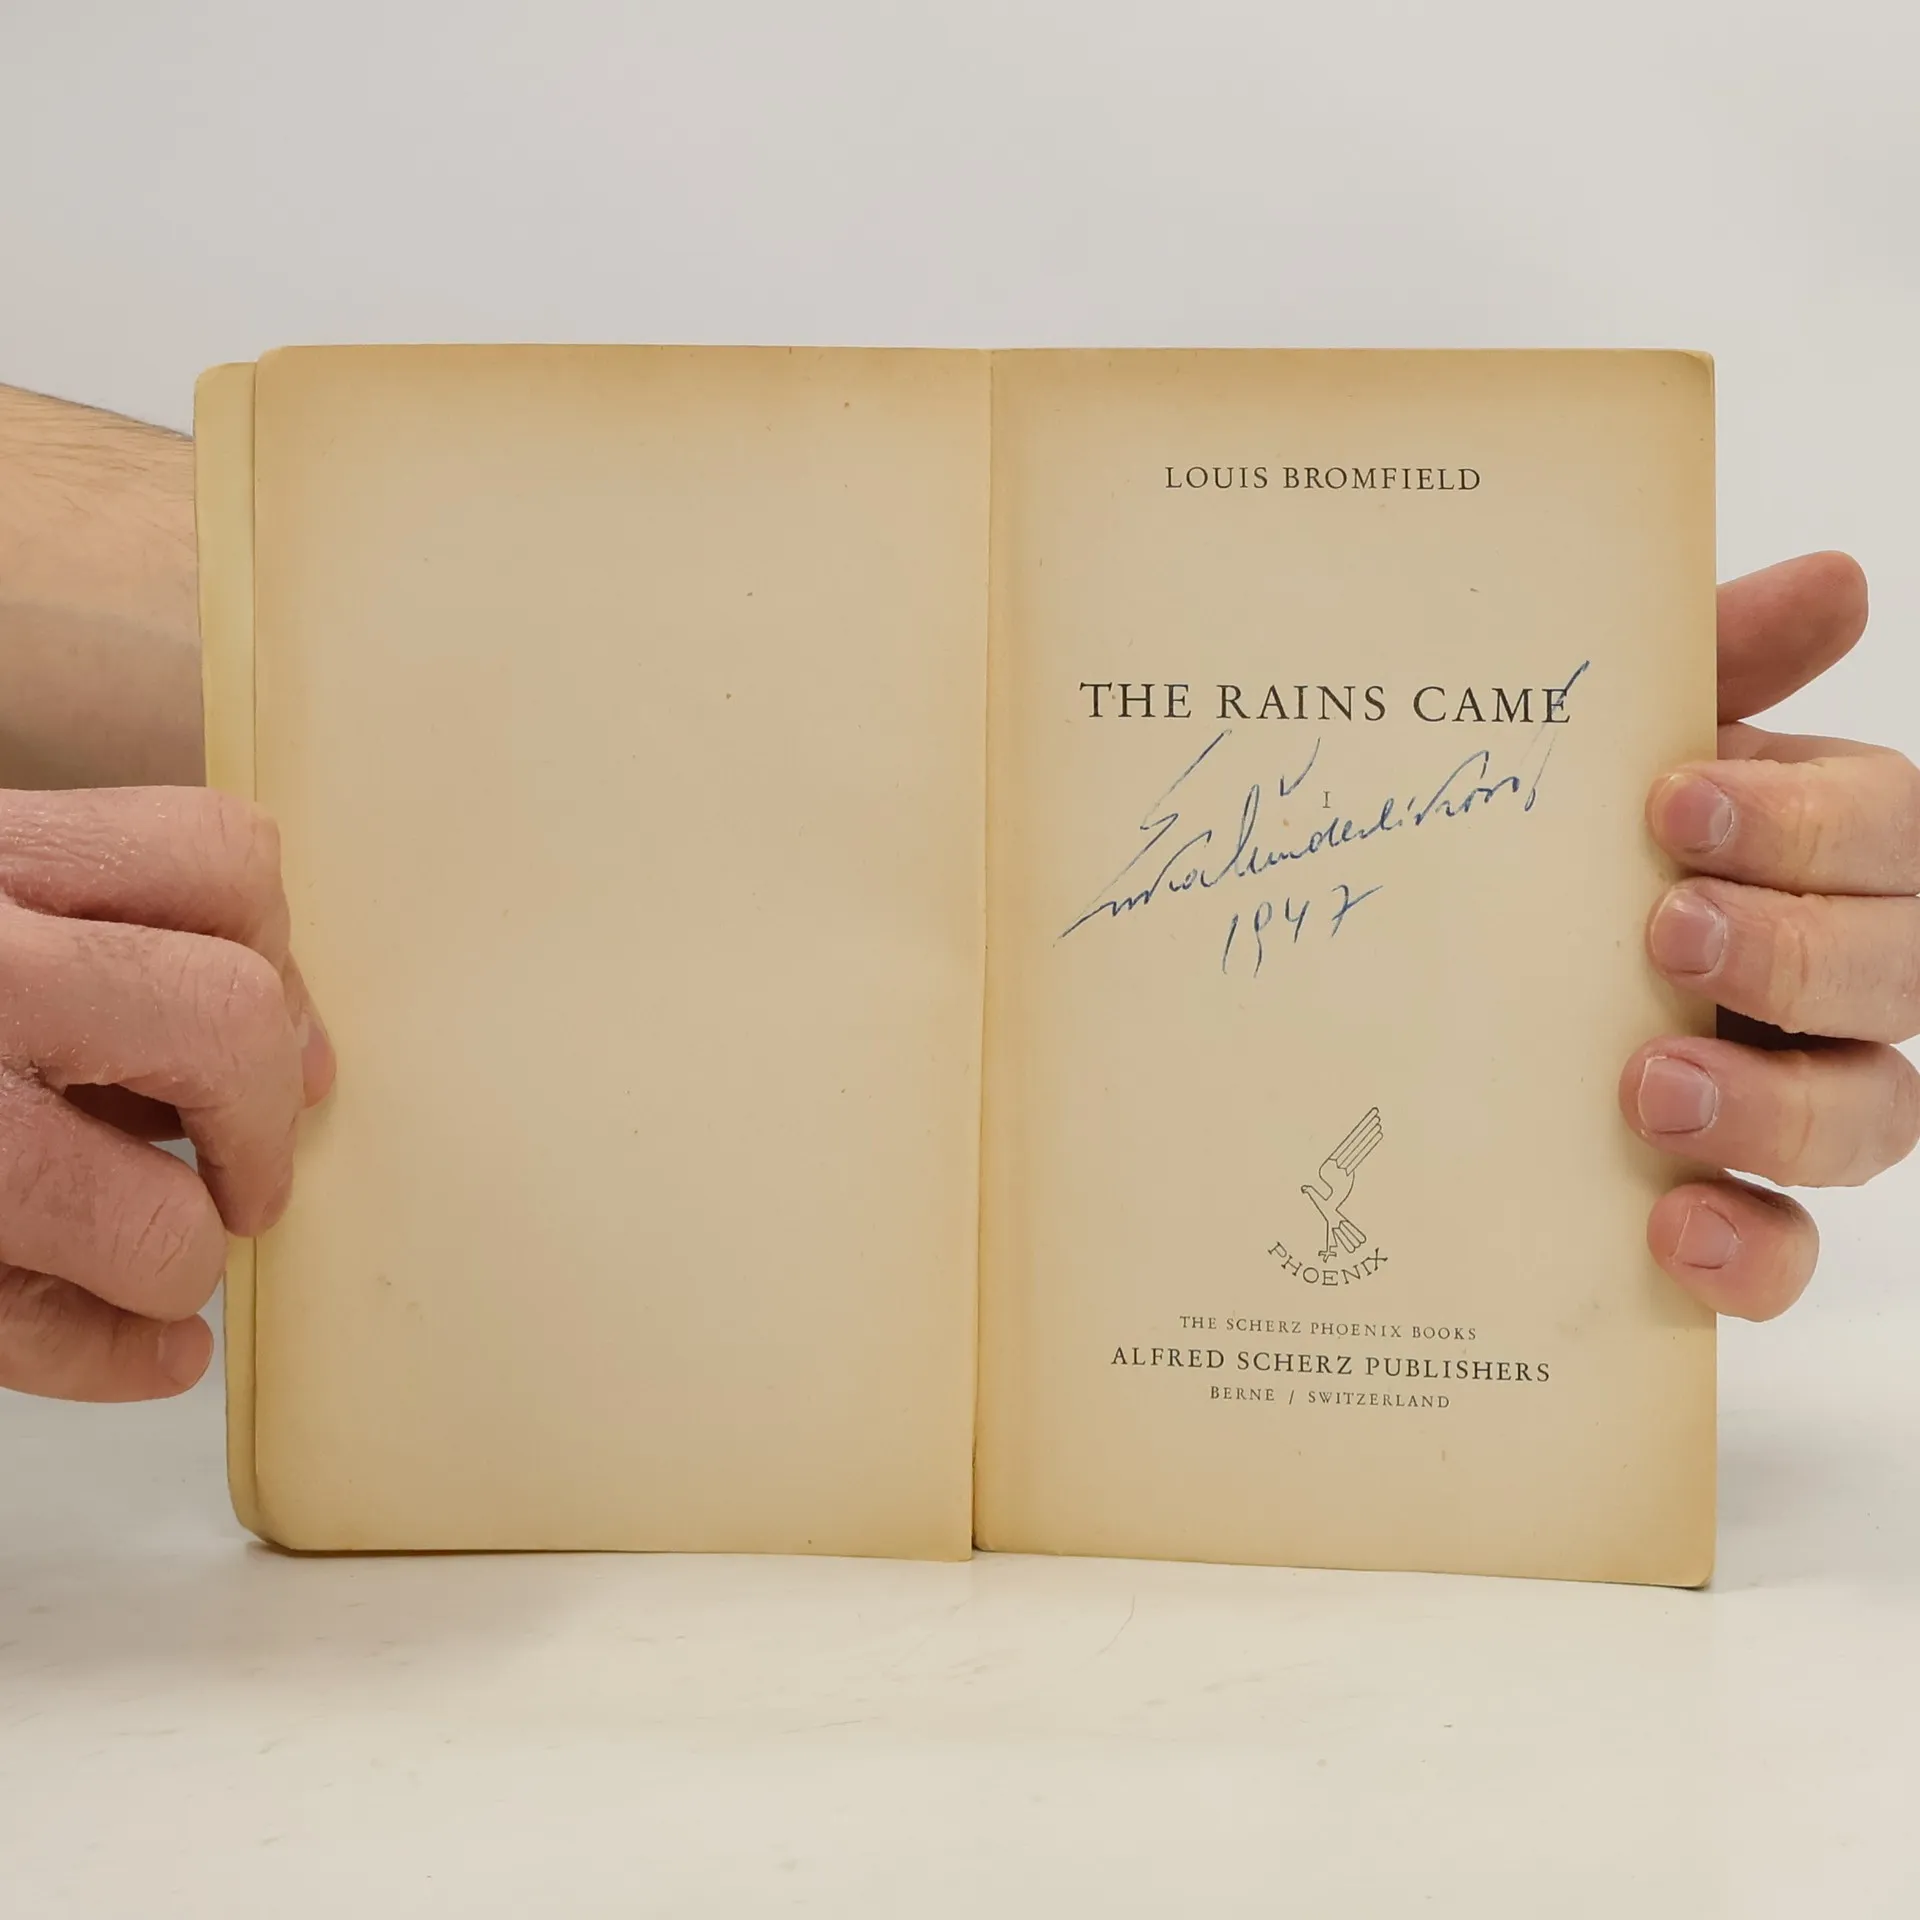 LOUIS BROMFIELD
THE RAINS CAME
I
1947
PHOENIX
THE SCHERZ PHOENIX BOOKS
ALFRED SCHERZ PUBLISHERS
BERNE / SWITZERLAND